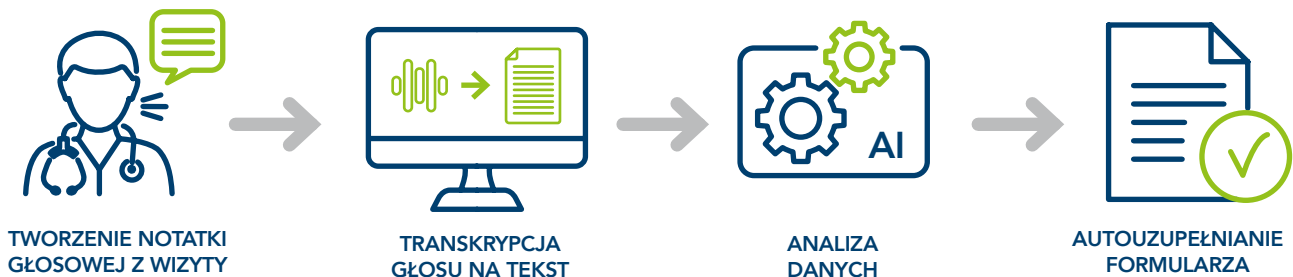 AI
TWORZENIE NOTATKI
GŁOSOWEJ Z WIZYTY
TRANSKRYPCJA
GŁOSU NA TEKST
ANALIZA
DANYCH
AUTOUZUPEŁNIANIE
FORMULARZA